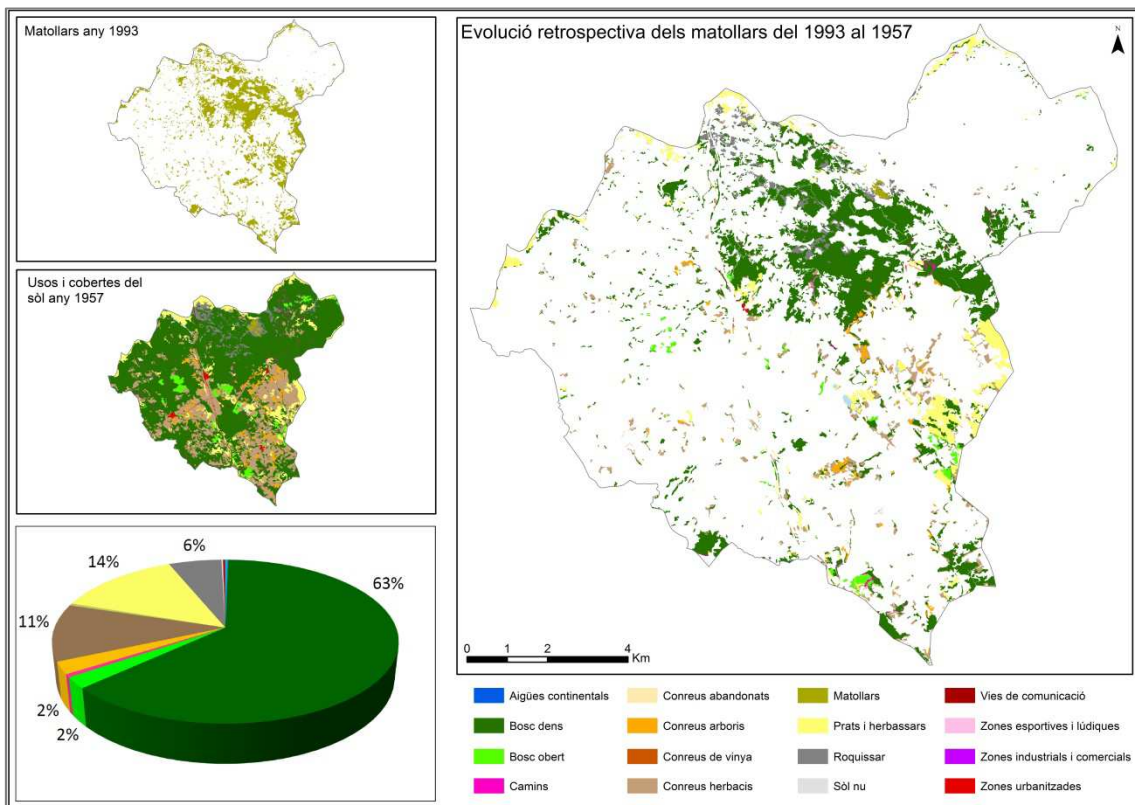 Matollars any 1993
Evolució retrospectiva dels matollars del 1993 al 1957
N
Usos i cobertes del
sòl any 1957
6%
14%
63%
11%
2%
2%
0 1 2 4
Km
Aigües continentals
Bosc dens
Bosc obert
Camins
Conreus abandonats
Conreus arboris
Conreus de vinya
Conreus herbacis
Matollars
Prats i herbassars
Roquissar
Sòl nu
Vies de comunicació
Zones esportives i lúdiques
Zones industrials i comercials
Zones urbanitzades